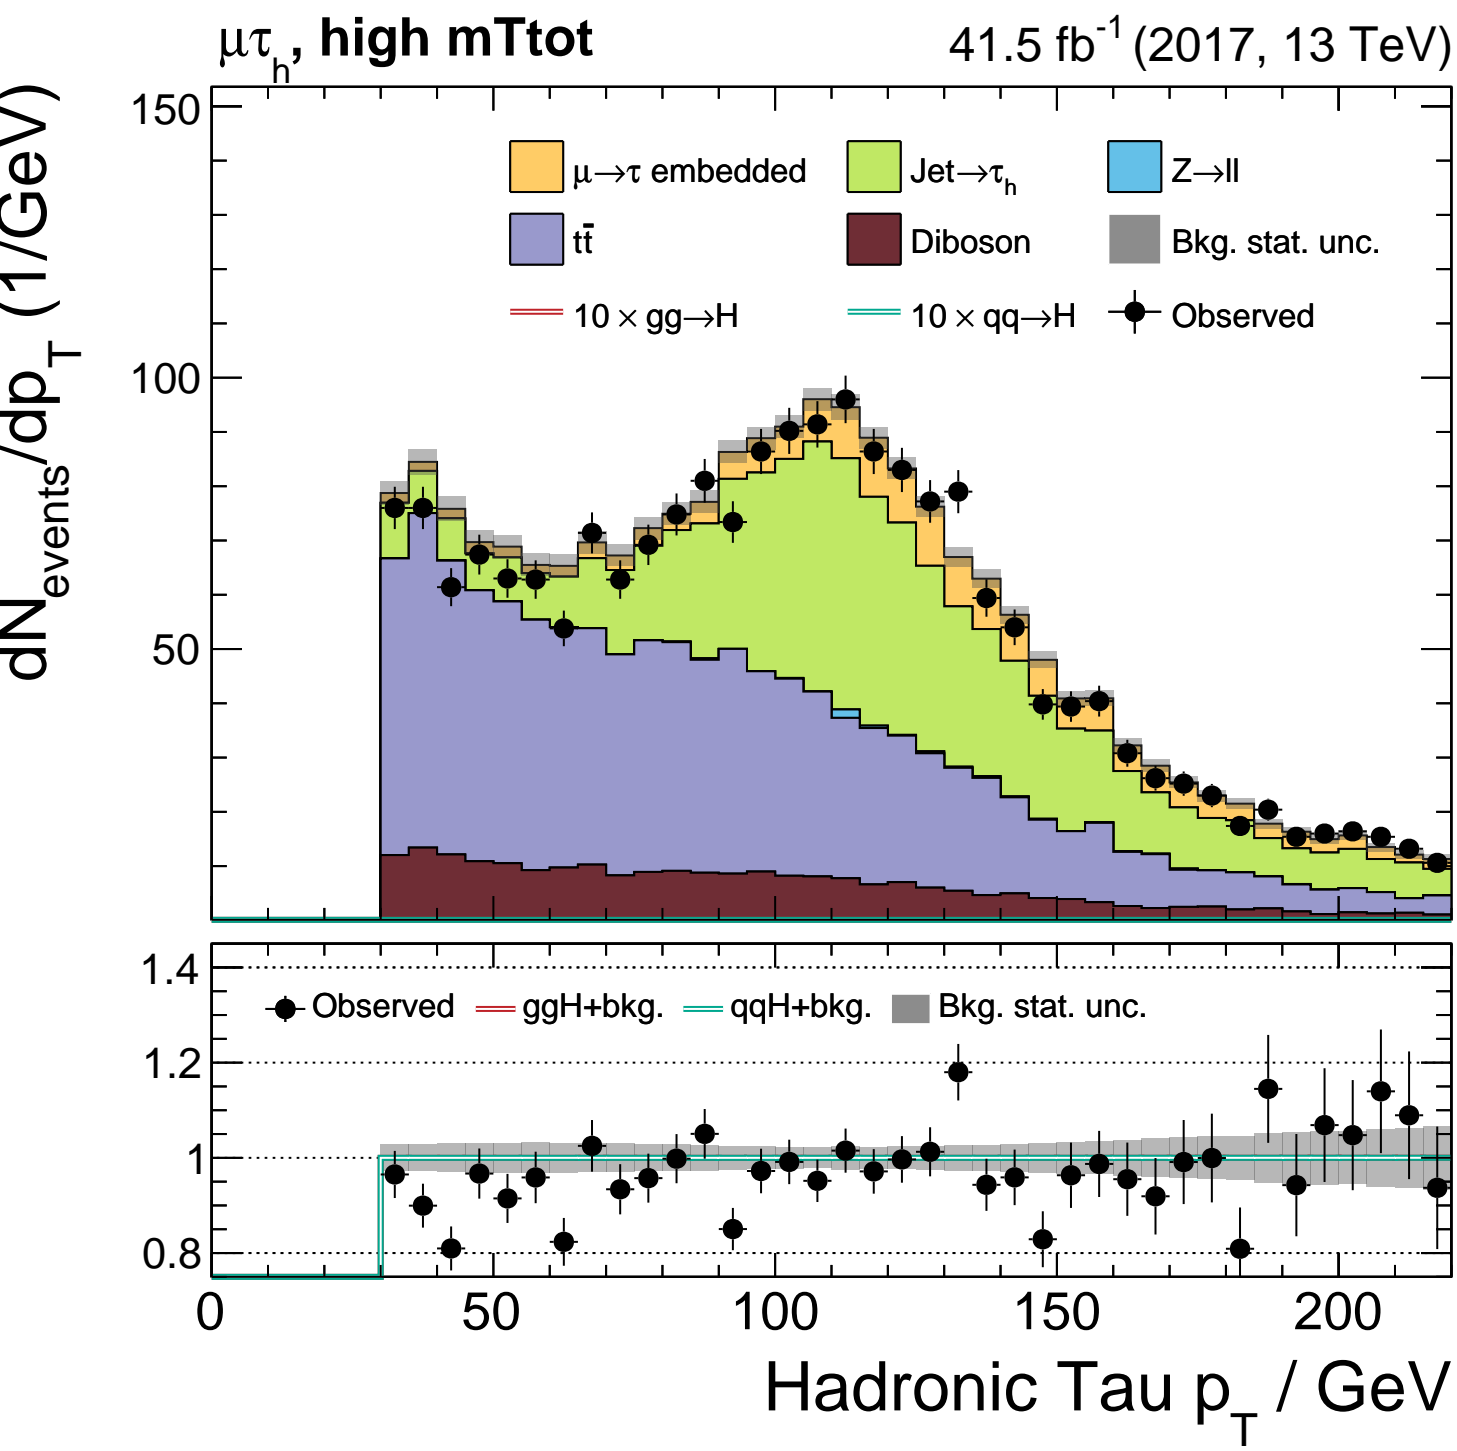 μτh, high mTtot 41.5 fb-1 (2017, 13 TeV)
dNevents/dpT (1/GeV)
150
100
50
μ→τ embedded Jet→τh Z→ll
tt̄ Diboson Bkg. stat. unc.
10 × gg→H 10 × qq→H Observed
1.4
1.2
1
0.8
Observed ggH+bkg. qqH+bkg. Bkg. stat. unc.
0 50 100 150 200
Hadronic Tau pT / GeV